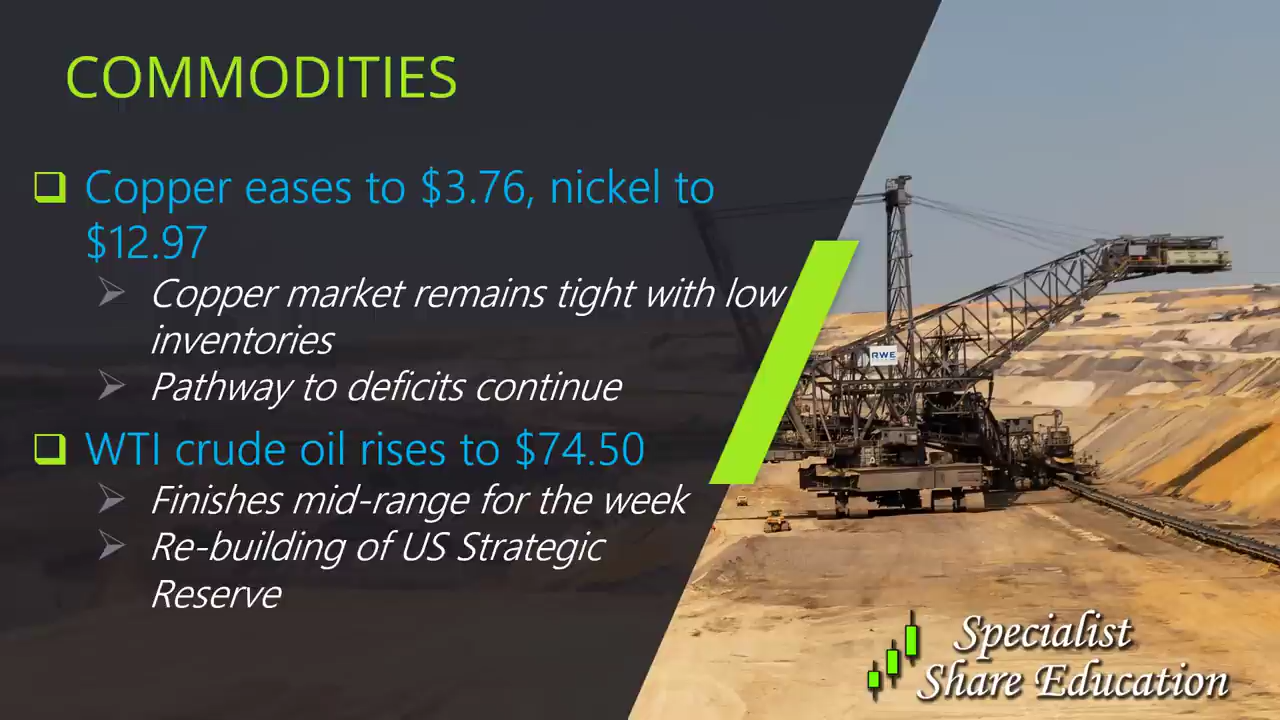 COMMODITIES
Copper eases to $3.76, nickel to
$12.97
Copper market remains tight with low
inventories
Pathway to deficits continue
WTI crude oil rises to $74.50
Finishes mid-range for the week
Re-building of US Strategic
Reserve
RWE
Specialist
Share Education